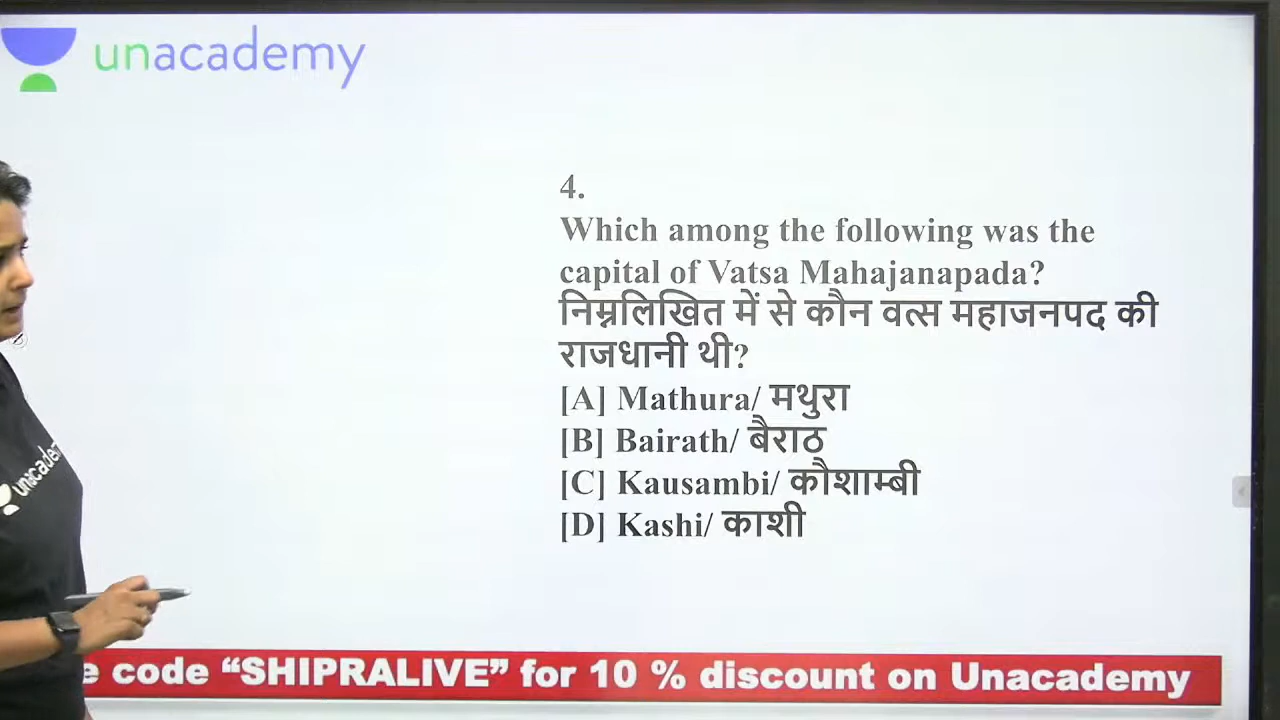 unacademy
4.
Which among the following was the
capital of Vatsa Mahajanapada?
निम्नलिखित में से कौन वत्स महाजनपद की
राजधानी थी?
[A] Mathura/ मथुरा
[B] Bairath/ बैराठ
[C] Kausambi/ कौशाम्बी
[D] Kashi/ काशी
unacademy
code “SHIPRALIVE” for 10 % discount on Unacademy